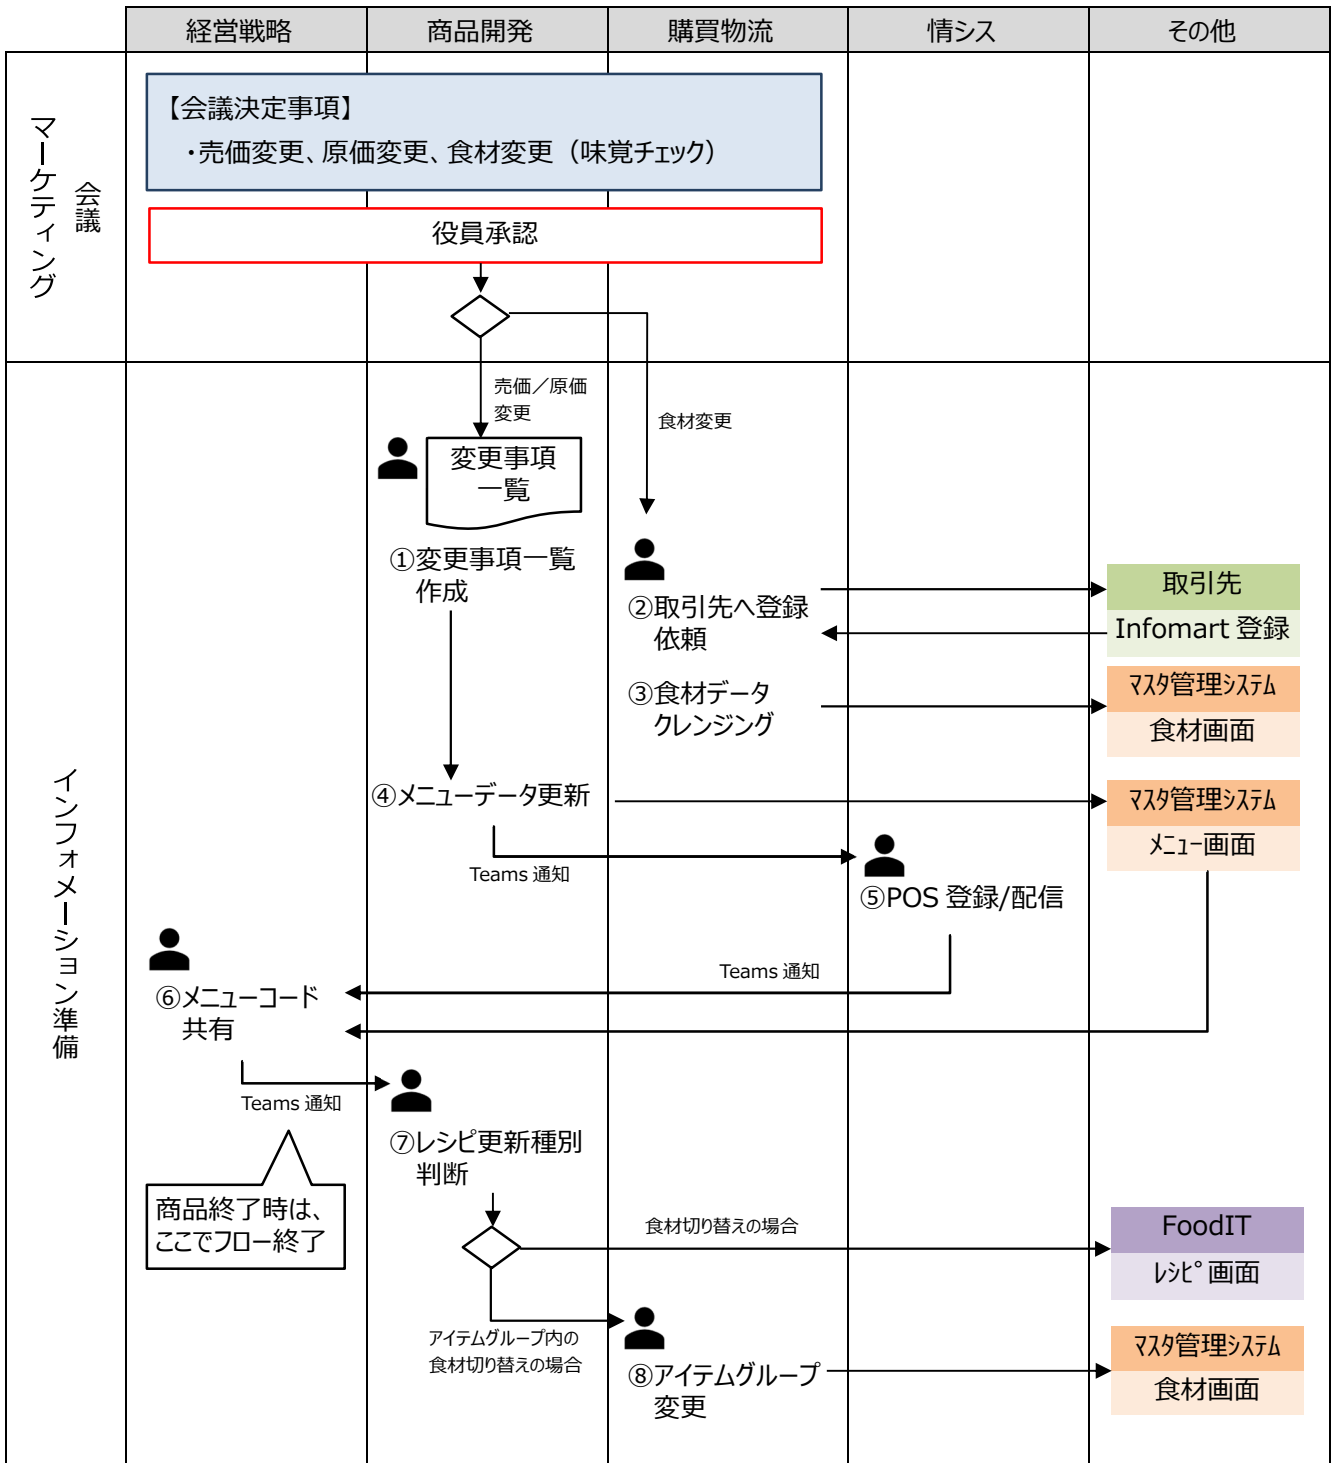 経営戦略
商品開発
購買物流
情シス
その他
マーケティング
会議
【会議決定事項】
・売価変更、原価変更、食材変更（味覚チェック）
役員承認
インフォメーション準備
売価／原価
変更
食材変更
変更事項
一覧
①変更事項一覧
作成
②取引先へ登録
依頼
取引先
Infomart 登録
③食材データ
クレンジング
ﾏｽﾀ管理ｼｽﾃﾑ
食材画面
④メニューデータ更新
ﾏｽﾀ管理ｼｽﾃﾑ
ﾒﾆｭｰ画面
Teams 通知
⑤POS 登録/配信
Teams 通知
⑥メニューコード
共有
Teams 通知
⑦レシピ更新種別
判断
商品終了時は、
ここでフロー終了
食材切り替えの場合
FoodIT
ﾚｼﾋﾟ画面
アイテムグループ内の
食材切り替えの場合
⑧アイテムグループ
変更
ﾏｽﾀ管理ｼｽﾃﾑ
食材画面